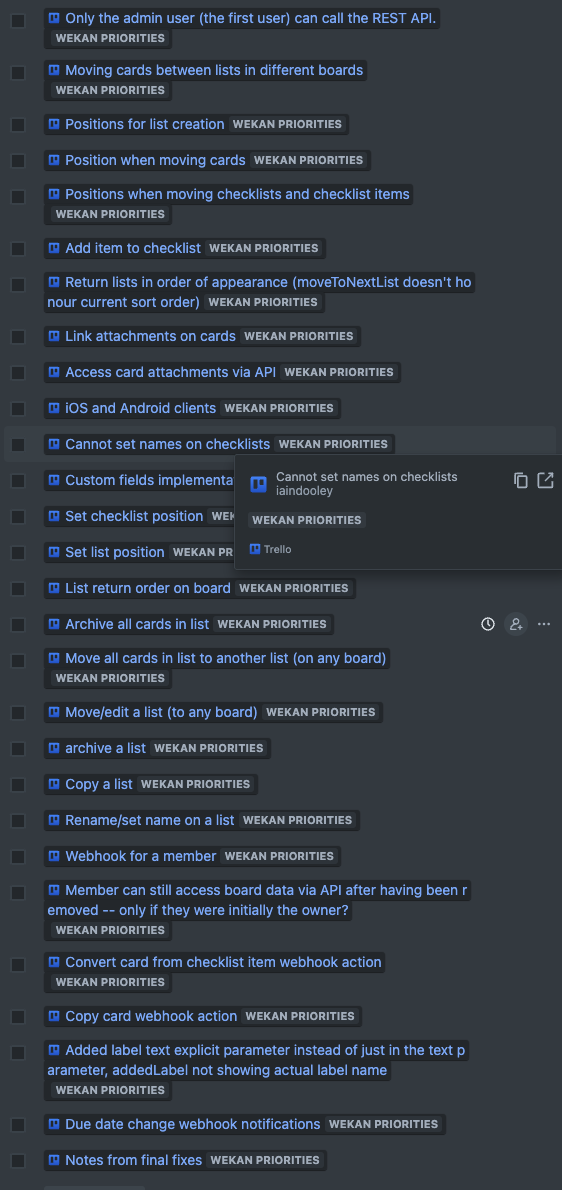 Only the admin user (the first user) can call the REST API.
WEKAN PRIORITIES
Moving cards between lists in different boards
WEKAN PRIORITIES
Positions for list creation WEKAN PRIORITIES
Position when moving cards WEKAN PRIORITIES
Positions when moving checklists and checklist items
WEKAN PRIORITIES
Add item to checklist WEKAN PRIORITIES
Return lists in order of appearance (moveToNextList doesn't ho
nour current sort order) WEKAN PRIORITIES
Link attachments on cards WEKAN PRIORITIES
Access card attachments via API WEKAN PRIORITIES
iOS and Android clients WEKAN PRIORITIES
Cannot set names on checklists WEKAN PRIORITIES
Custom fields implementa
Cannot set names on checklists
iaindooley
WEKAN PRIORITIES
Trello
Set checklist position WEK
Set list position WEKAN PR
List return order on board WEKAN PRIORITIES
Archive all cards in list WEKAN PRIORITIES
Move all cards in list to another list (on any board)
WEKAN PRIORITIES
Move/edit a list (to any board) WEKAN PRIORITIES
archive a list WEKAN PRIORITIES
Copy a list WEKAN PRIORITIES
Rename/set name on a list WEKAN PRIORITIES
Webhook for a member WEKAN PRIORITIES
Member can still access board data via API after having been r
emoved -- only if they were initially the owner?
WEKAN PRIORITIES
Convert card from checklist item webhook action
WEKAN PRIORITIES
Copy card webhook action WEKAN PRIORITIES
Added label text explicit parameter instead of just in the text p
arameter, addedLabel not showing actual label name
WEKAN PRIORITIES
Due date change webhook notifications WEKAN PRIORITIES
Notes from final fixes WEKAN PRIORITIES